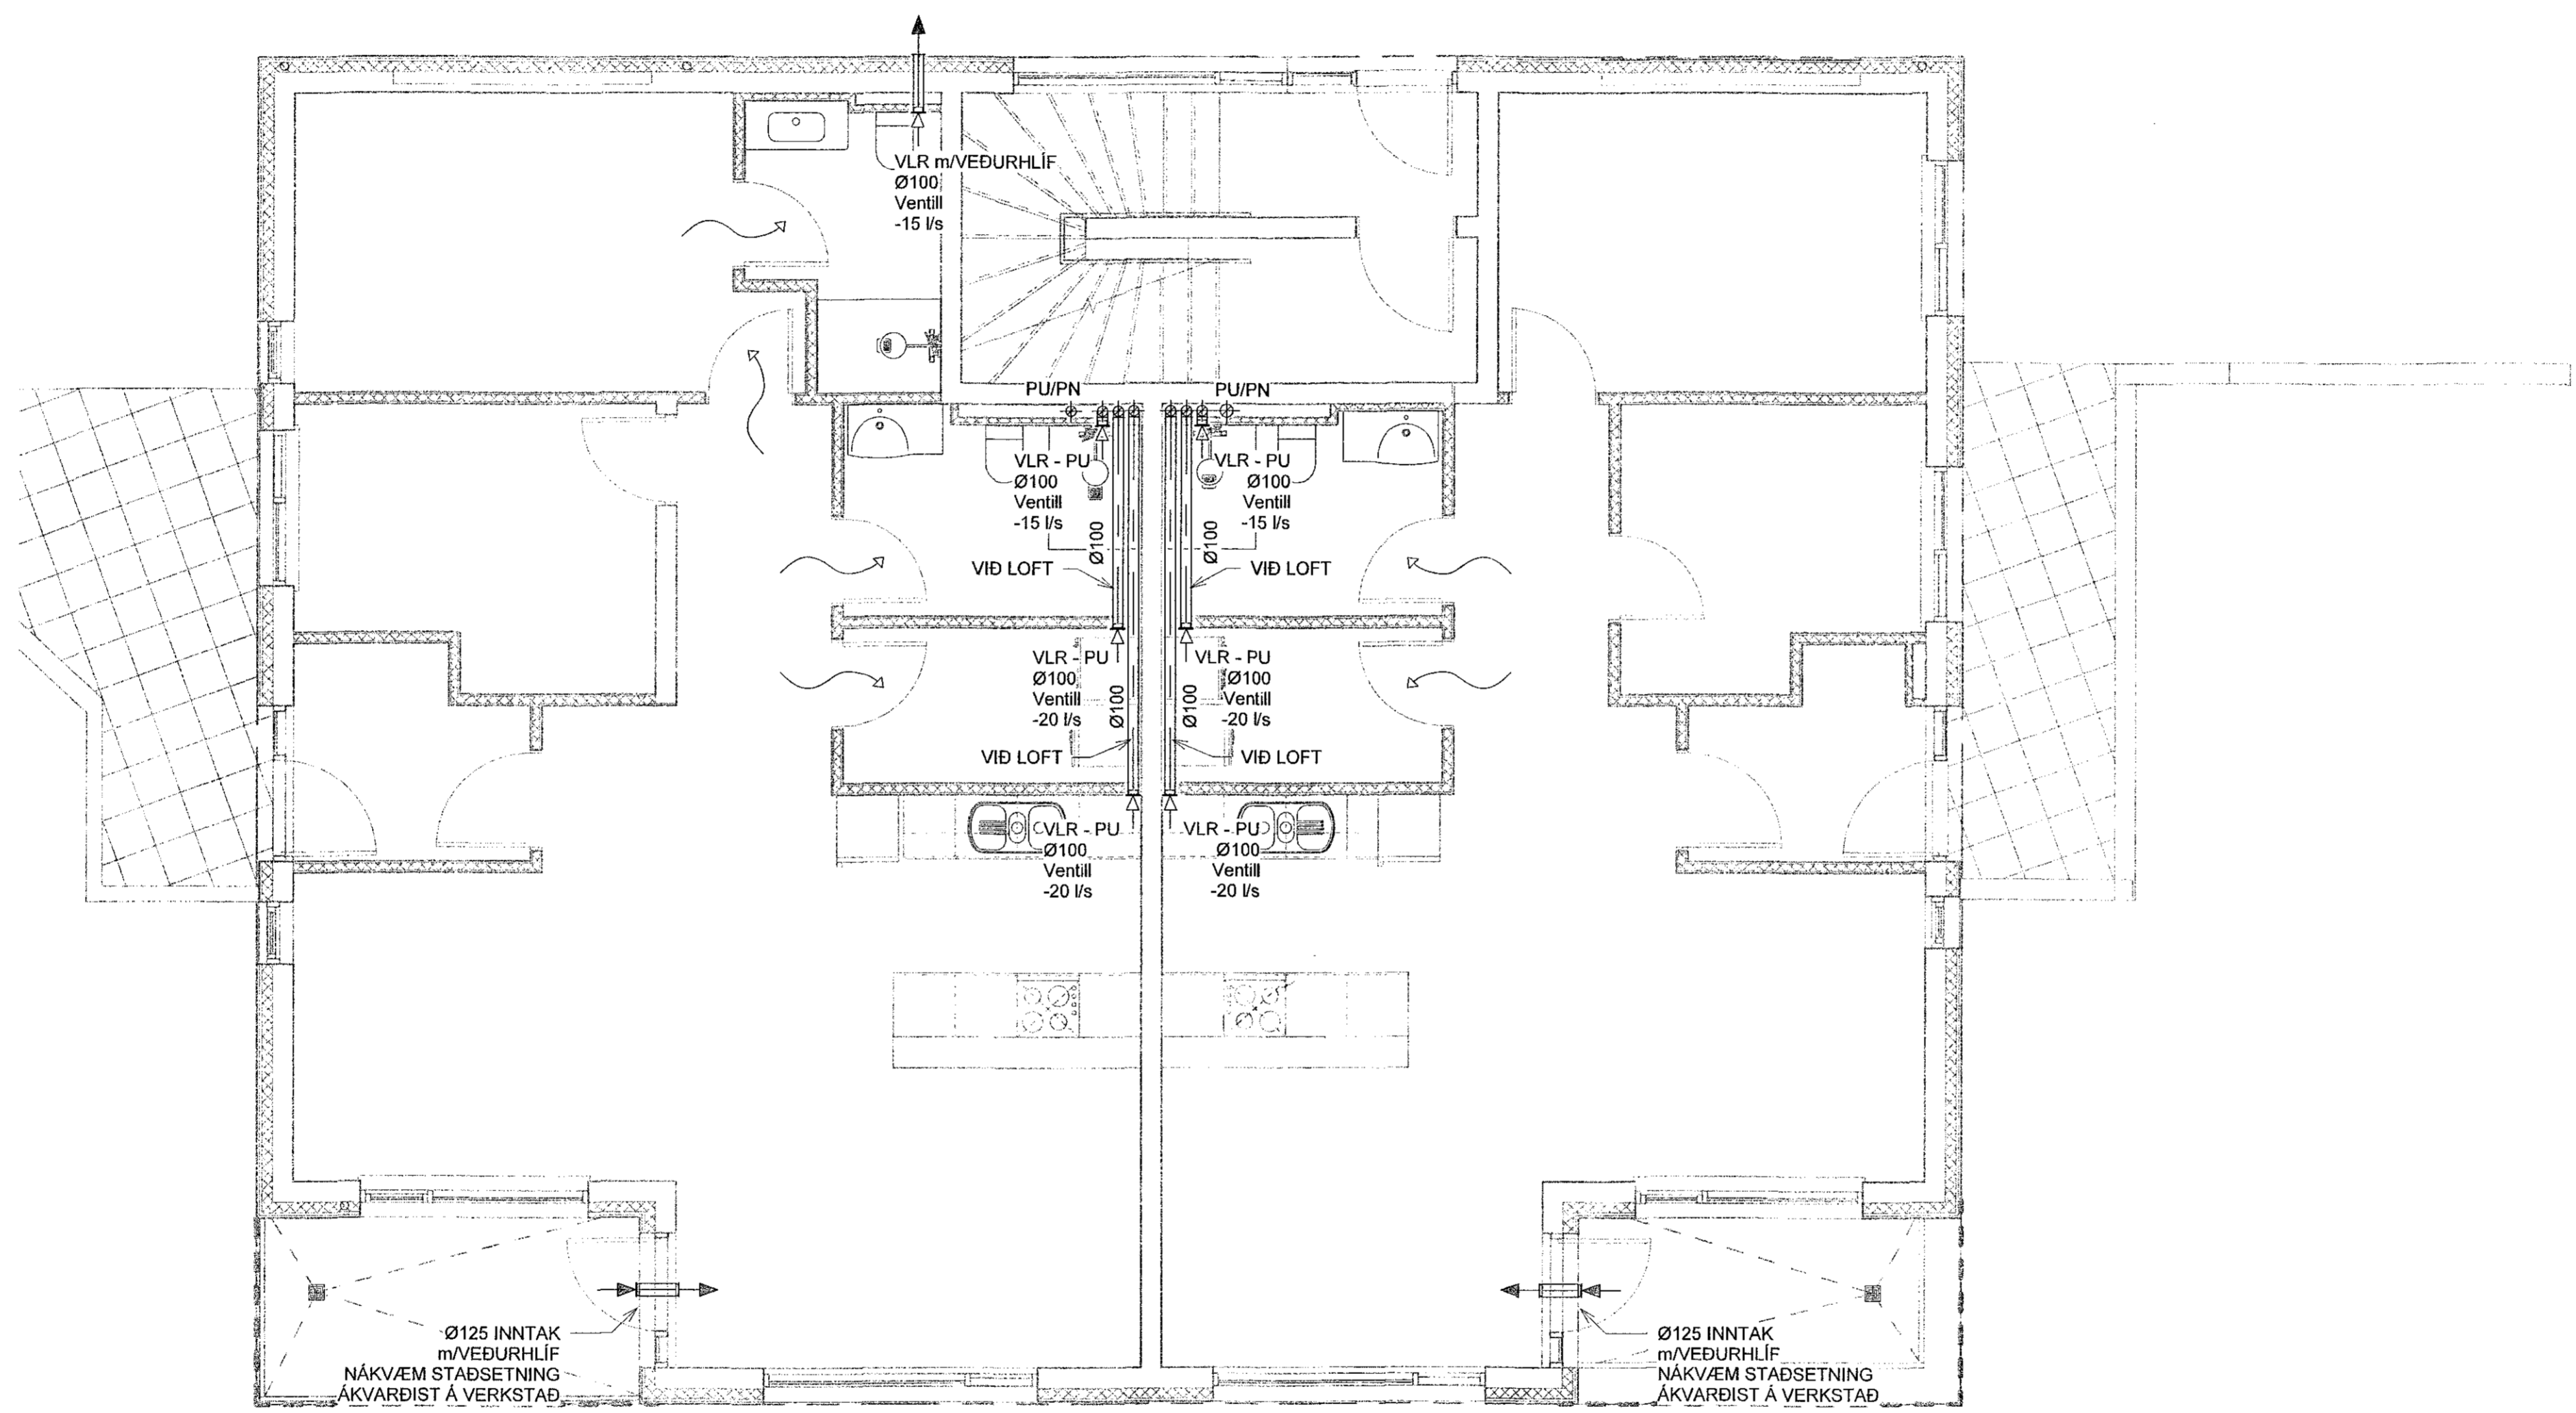 VLR m/VEÐURHLÍF
Ø100
Ventill
-15 l/s
PU/PN
PU/PN
VLR - PU
Ø100
Ventill
-15 l/s
VLR - PU
Ø100
Ventill
-15 l/s
Ø100
Ø100
VIÐ LOFT
VIÐ LOFT
VLR - PU
Ø100
Ventill
-20 l/s
VLR - PU
Ø100
Ventill
-20 l/s
Ø100
Ø100
VIÐ LOFT
VIÐ LOFT
VLR - PU
Ø100
Ventill
-20 l/s
VLR - PU
Ø100
Ventill
-20 l/s
Ø125 INNTAK
m/VEÐURHLÍF
NÁKVÆM STAÐSETNING
ÁKVARÐIST Á VERKSTAÐ
Ø125 INNTAK
m/VEÐURHLÍF
NÁKVÆM STAÐSETNING
ÁKVARÐIST Á VERKSTAÐ